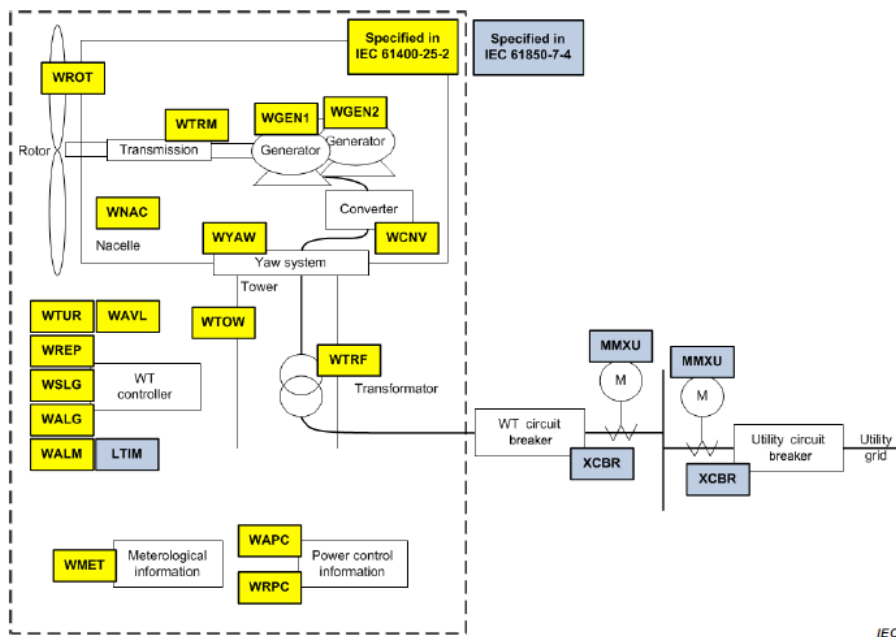 Specified in
IEC 61400-25-2
Specified in
IEC 61850-7-4
WROT
WTRM
WGEN1
WGEN2
Rotor
Transmission
Generator
Generator
WNAC
Nacelle
Converter
WYAW
WCNV
Yaw system
Tower
WTUR
WAVL
WTOW
WREP
WSLG
WT
controller
WALG
WALM
LTIM
WTRF
Transformator
MMXU
M
MMXU
M
WT circuit
breaker
XCBR
Utility circuit
breaker
XCBR
Utility
grid
WMET
Meterological
information
WAPC
Power control
information
WRPC
IEC